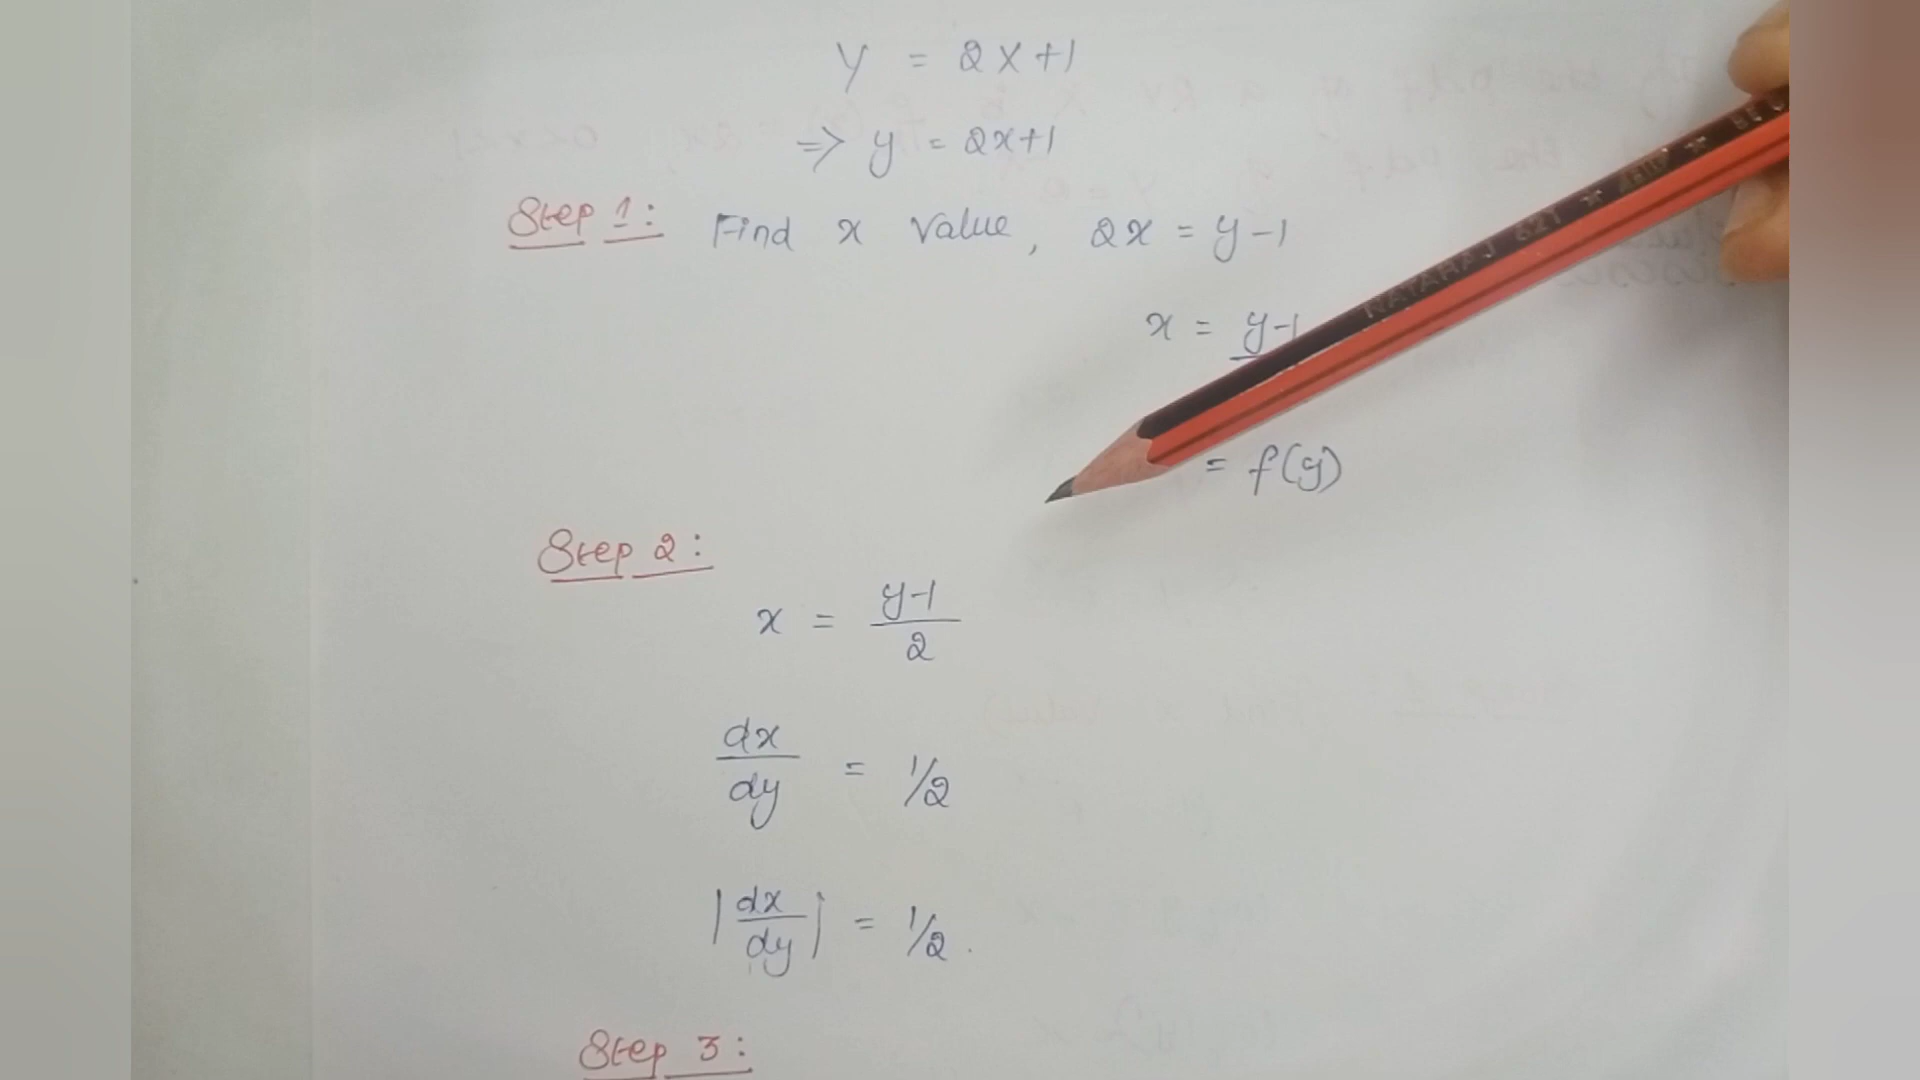 Y = 2X+1
⇒ y = 2x+1
Step 1: Find x value, 2x = y-1
x = y-1
= f(y)
Step 2:
x = y-1/2
dx/dy = 1/2
|dx/dy| = 1/2.
Step 3:
NATARAJ 621